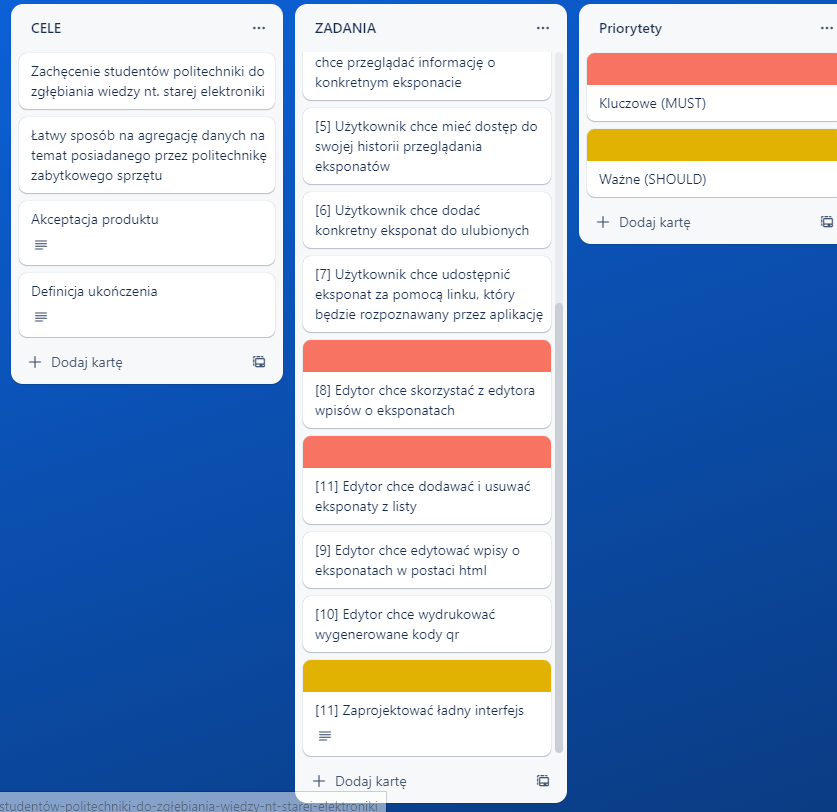 CELE
Zachęcenie studentów politechniki do
zgłębiania wiedzy nt. starej elektroniki
Łatwy sposób na agregację danych na
temat posiadanego przez politechnikę
zabytkowego sprzętu
Akceptacja produktu
Definicja ukończenia
Dodaj kartę
ZADANIA
chce przeglądać informację o
konkretnym eksponacie
[5] Użytkownik chce mieć dostęp do
swojej historii przeglądania
eksponatów
[6] Użytkownik chce dodać
konkretny eksponat do ulubionych
[7] Użytkownik chce udostępnić
eksponat za pomocą linku, który
będzie rozpoznawany przez aplikację
[8] Edytor chce skorzystać z edytora
wpisów o eksponatach
[11] Edytor chce dodawać i usuwać
eksponaty z listy
[9] Edytor chce edytować wpisy o
eksponatach w postaci html
[10] Edytor chce wydrukować
wygenerowane kody qr
[11] Zaprojektować ładny interfejs
Dodaj kartę
Priorytety
Kluczowe (MUST)
Ważne (SHOULD)
Dodaj kartę
studentów-politechniki-do-zgłebiania-wiedzy-nt-starej-elektroniki